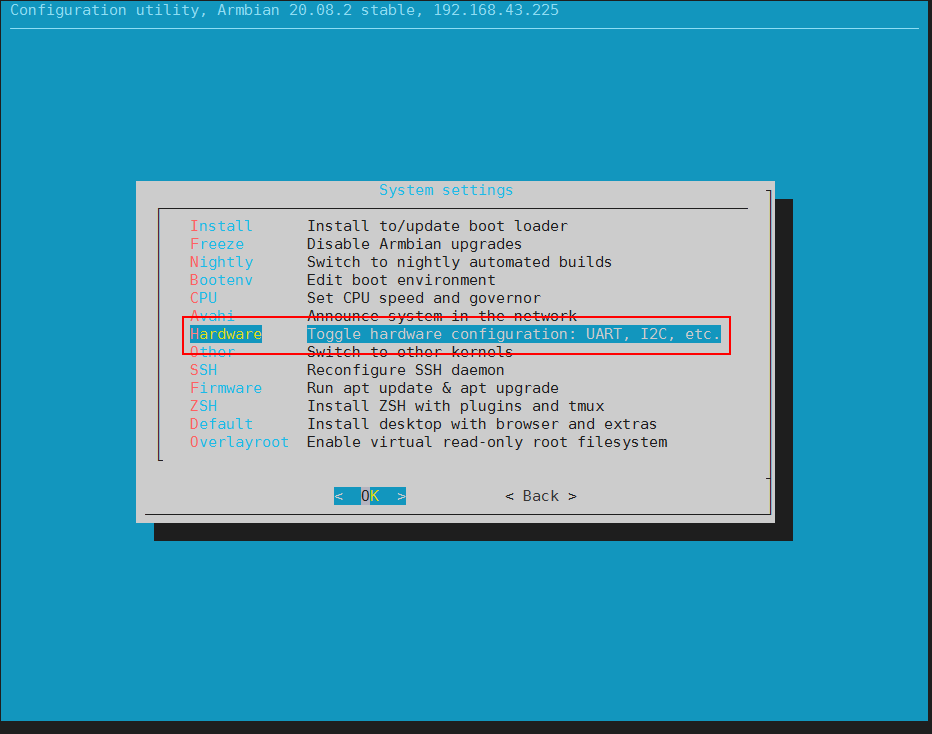 Configuration utility, Armbian 20.08.2 stable, 192.168.43.225
System settings
Install Install to/update boot loader
Freeze Disable Armbian upgrades
Nightly Switch to nightly automated builds
Bootenv Edit boot environment
CPU Set CPU speed and governor
Avahi Announce system in the network
Hardware Toggle hardware configuration: UART, I2C, etc.
Other Switch to other kernels
SSH Reconfigure SSH daemon
Firmware Run apt update & apt upgrade
ZSH Install ZSH with plugins and tmux
Default Install desktop with browser and extras
Overlayroot Enable virtual read-only root filesystem
< OK > < Back >